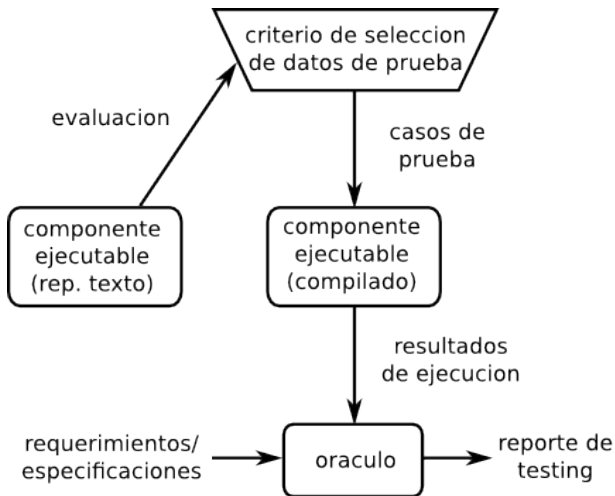 criterio de seleccion
de datos de prueba
evaluacion
casos de
prueba
componente
ejecutable
(rep. texto)
componente
ejecutable
(compilado)
resultados
de ejecucion
requerimientos/
especificaciones
oraculo
reporte de
testing